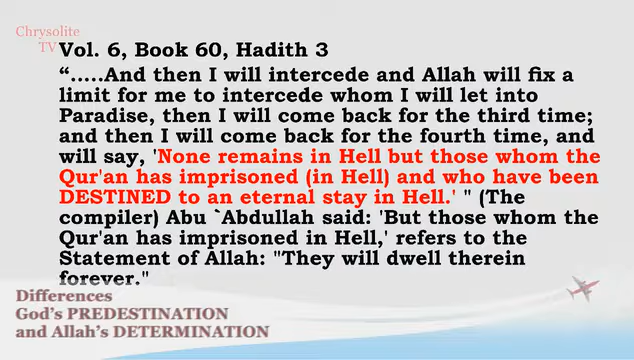 Chrysolite
TV
Vol. 6, Book 60, Hadith 3
“.....And then I will intercede and Allah will fix a
limit for me to intercede whom I will let into
Paradise, then I will come back for the third time;
and then I will come back for the fourth time, and
will say, 'None remains in Hell but those whom the
Qur'an has imprisoned (in Hell) and who have been
DESTINED to an eternal stay in Hell.' " (The
compiler) Abu `Abdullah said: 'But those whom the
Qur'an has imprisoned in Hell,' refers to the
Statement of Allah: "They will dwell therein
forever."
Differences
God’s PREDESTINATION
and Allah’s DETERMINATION